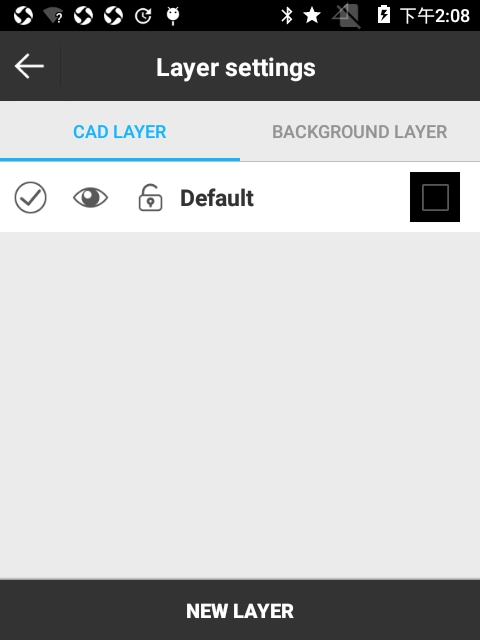 下午2:08
Layer settings
CAD LAYER
BACKGROUND LAYER
Default
NEW LAYER